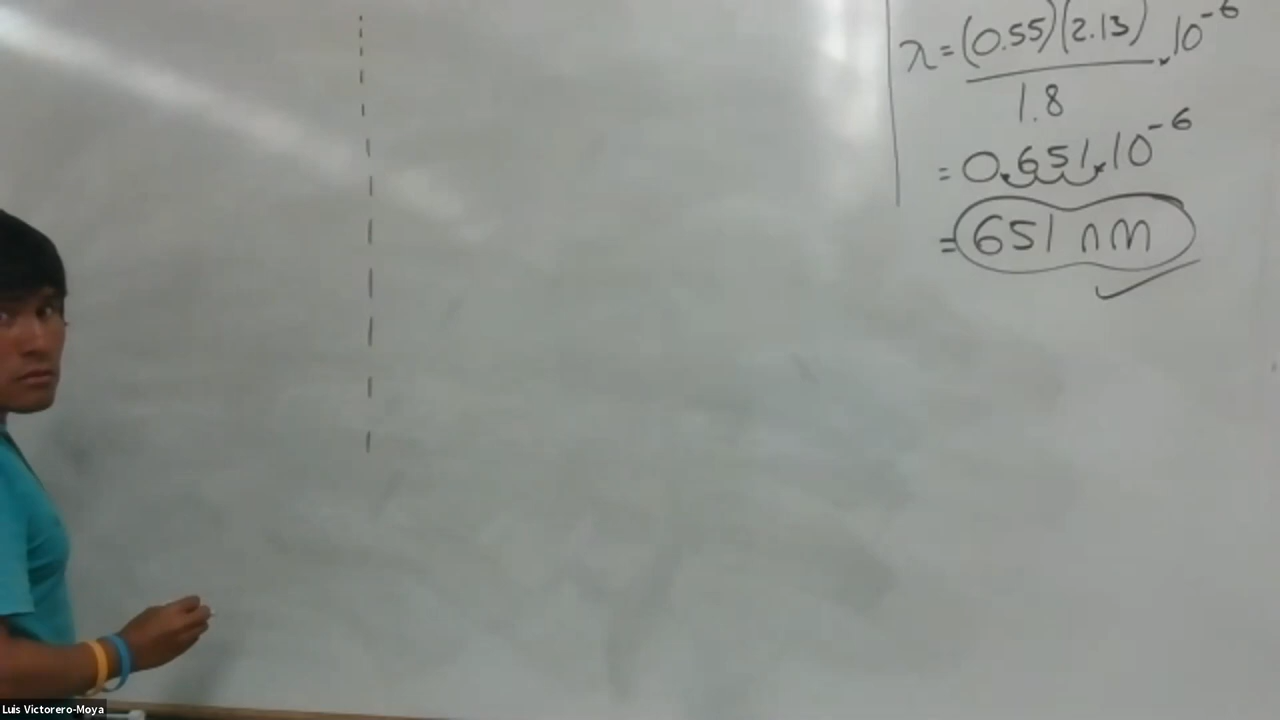 λ = (0.55)(2.13) / 1.8 · 10⁻⁶
= 0.651 · 10⁻⁶
= 651 nm
Luis Victorero-Moya